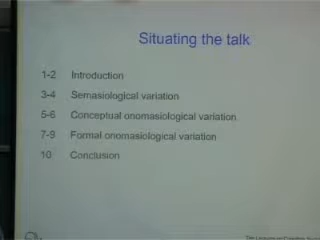 Situating the talk
1-2 Introduction
3-4 Semasiological variation
5-6 Conceptual onomasiological variation
7-9 Formal onomasiological variation
10 Conclusion